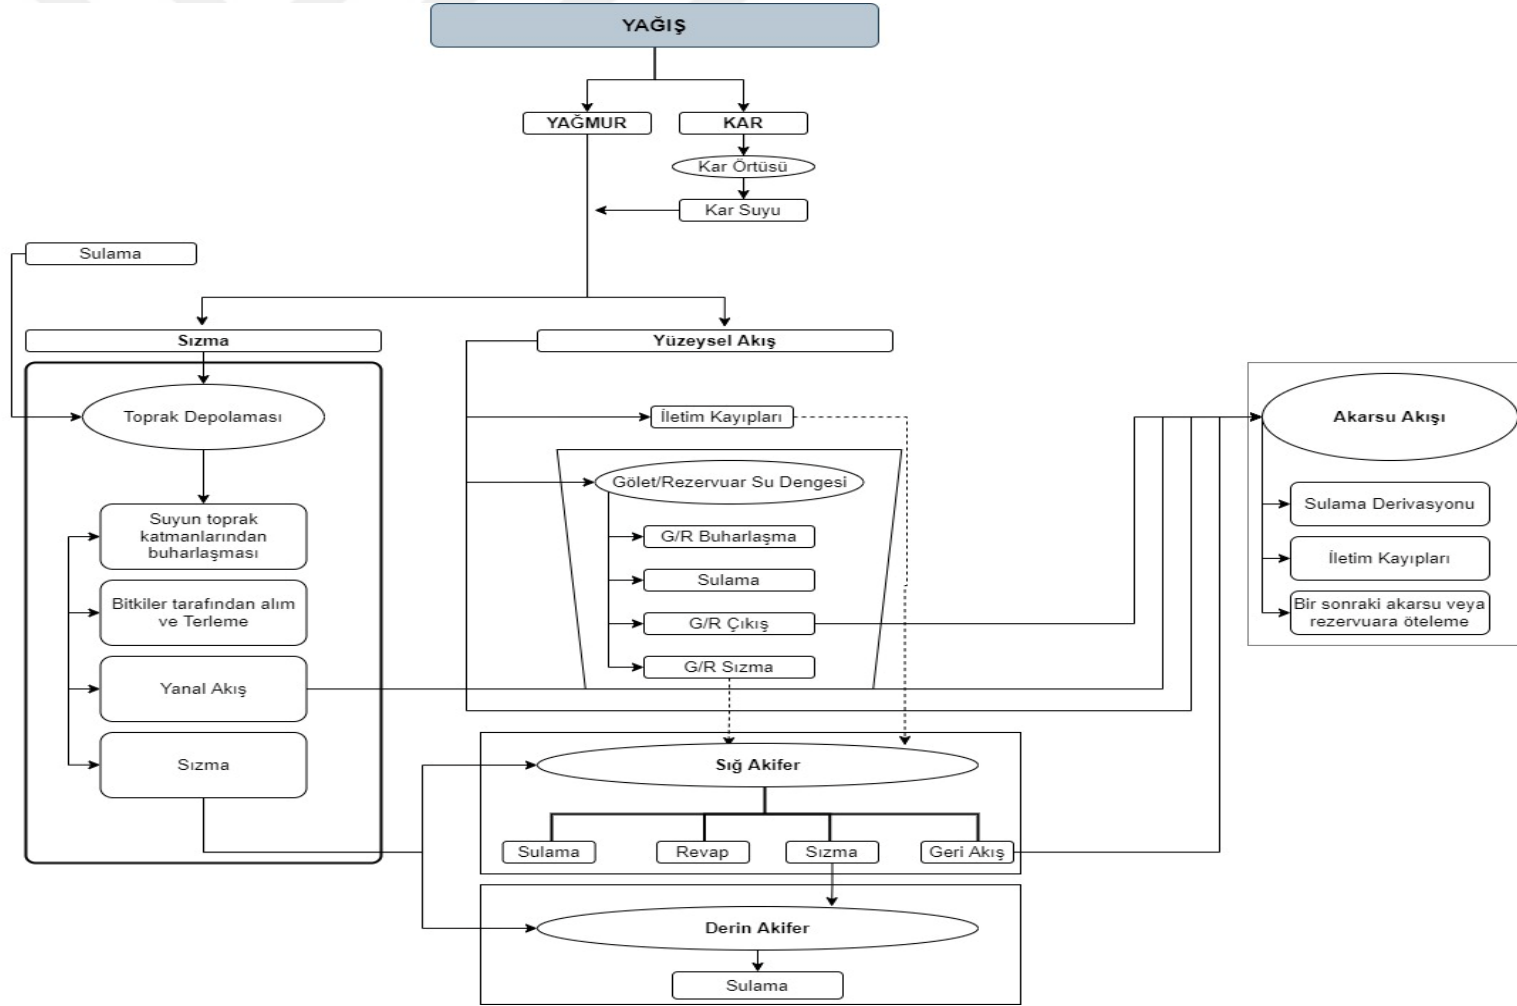 YAĞIŞ
YAĞMUR
KAR
Kar Örtüsü
Kar Suyu
Sulama
Sızma
Yüzeysel Akış
Toprak Depolaması
Suyun toprak
katmanlarından
buharlaşması
Bitkiler tarafından alım
ve Terleme
Yanal Akış
Sızma
İletim Kayıpları
Gölet/Rezervuar Su Dengesi
G/R Buharlaşma
Sulama
G/R Çıkış
G/R Sızma
Akarsu Akışı
Sulama Derivasyonu
İletim Kayıpları
Bir sonraki akarsu veya
rezervuara öteleme
Sığ Akifer
Sulama
Revap
Sızma
Geri Akış
Derin Akifer
Sulama